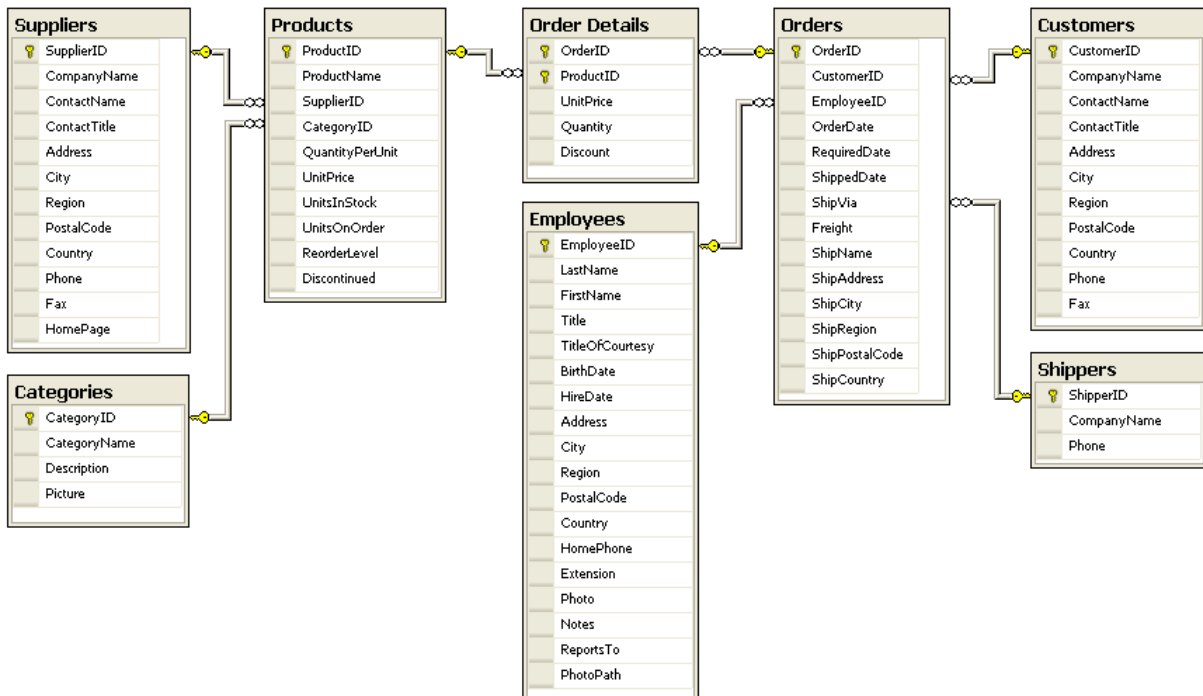 Suppliers
SupplierID
CompanyName
ContactName
ContactTitle
Address
City
Region
PostalCode
Country
Phone
Fax
HomePage
Categories
CategoryID
CategoryName
Description
Picture
Products
ProductID
ProductName
SupplierID
CategoryID
QuantityPerUnit
UnitPrice
UnitsInStock
UnitsOnOrder
ReorderLevel
Discontinued
Order Details
OrderID
ProductID
UnitPrice
Quantity
Discount
Employees
EmployeeID
LastName
FirstName
Title
TitleOfCourtesy
BirthDate
HireDate
Address
City
Region
PostalCode
Country
HomePhone
Extension
Photo
Notes
ReportsTo
PhotoPath
Orders
OrderID
CustomerID
EmployeeID
OrderDate
RequiredDate
ShippedDate
ShipVia
Freight
ShipName
ShipAddress
ShipCity
ShipRegion
ShipPostalCode
ShipCountry
Customers
CustomerID
CompanyName
ContactName
ContactTitle
Address
City
Region
PostalCode
Country
Phone
Fax
Shippers
ShipperID
CompanyName
Phone